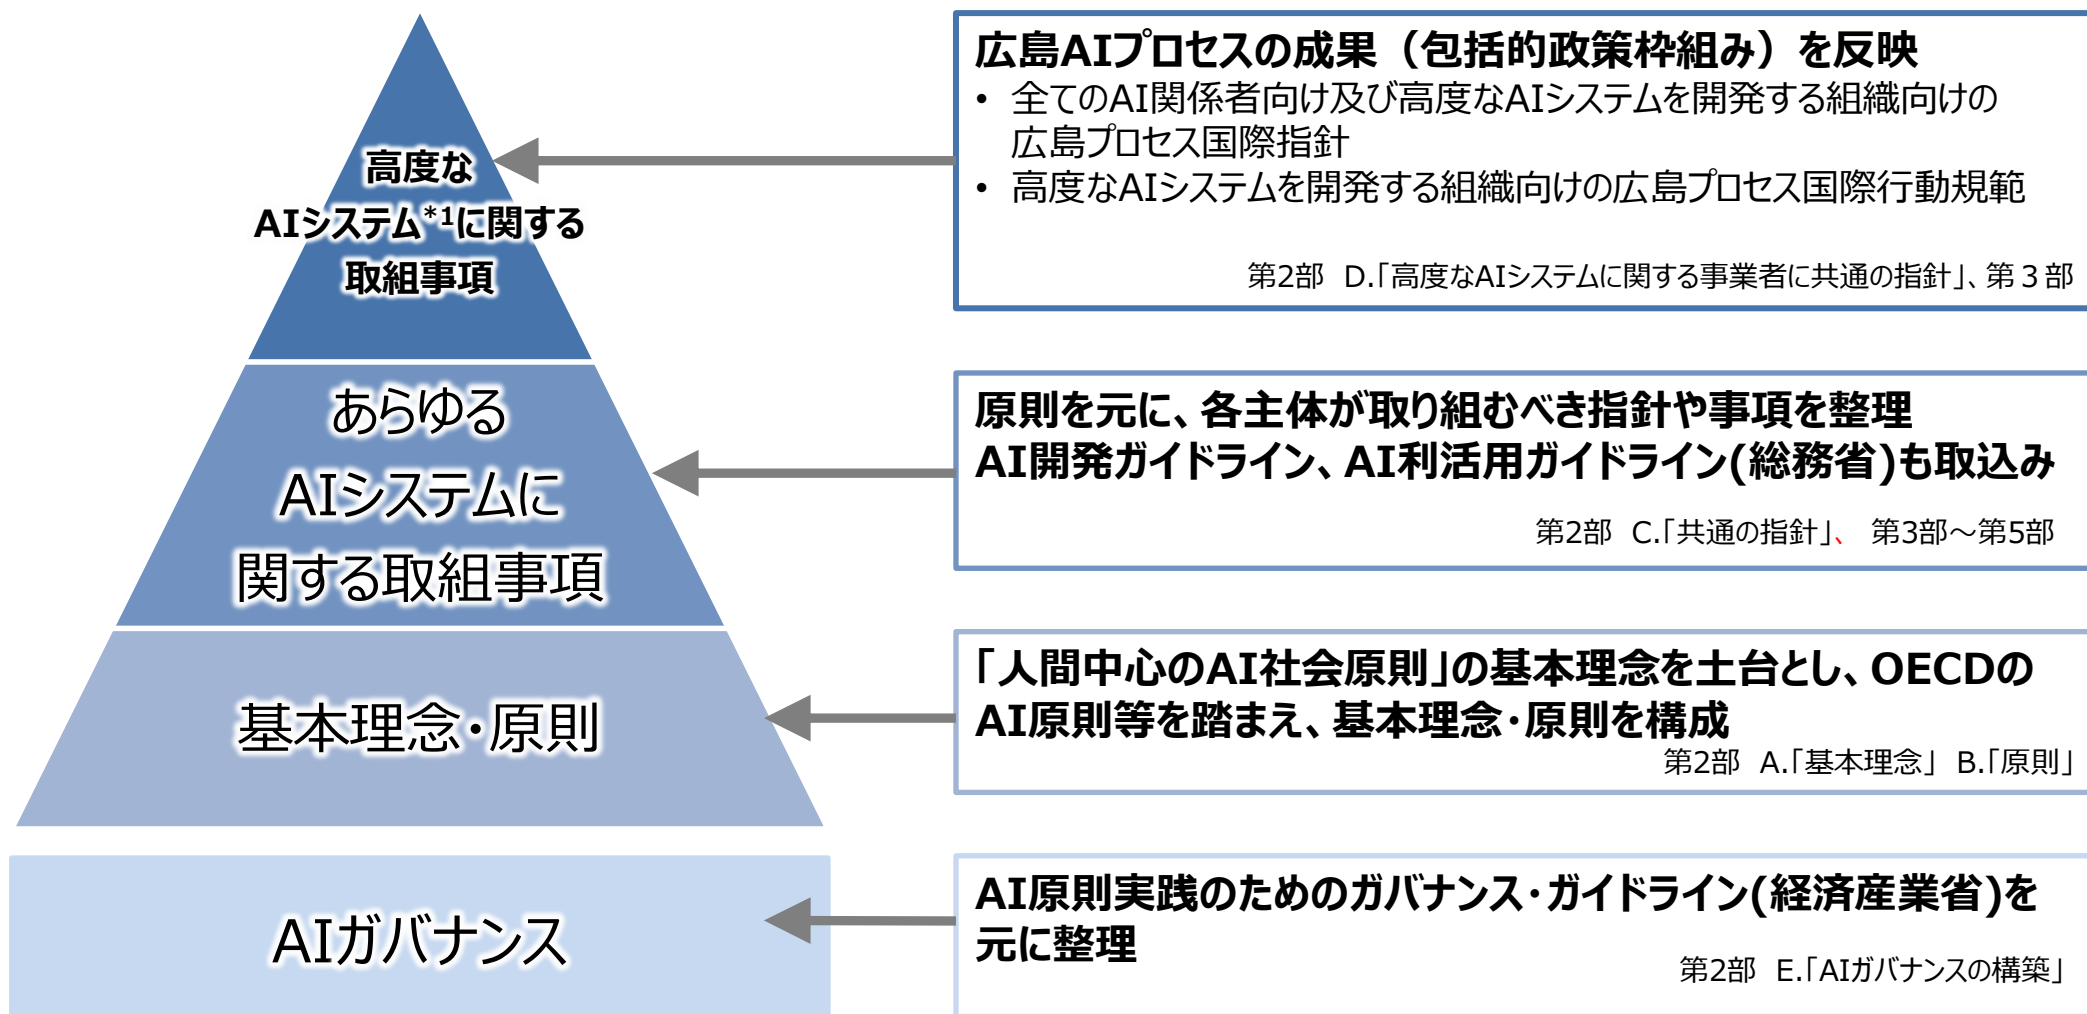 高度な
AIシステム*1に関する
取組事項
広島AIプロセスの成果（包括的政策枠組み）を反映
• 全てのAI関係者向け及び高度なAIシステムを開発する組織向けの
広島プロセス国際指針
• 高度なAIシステムを開発する組織向けの広島プロセス国際行動規範
第2部 D.「高度なAIシステムに関する事業者に共通の指針」、第３部
あらゆる
AIシステムに
関する取組事項
原則を元に、各主体が取り組むべき指針や事項を整理
AI開発ガイドライン、AI利活用ガイドライン(総務省)も取込み
第2部 C.「共通の指針」、 第3部～第5部
基本理念・原則
「人間中心のAI社会原則」の基本理念を土台とし、OECDの
AI原則等を踏まえ、基本理念・原則を構成
第2部 A.「基本理念」 B.「原則」
AIガバナンス
AI原則実践のためのガバナンス・ガイドライン(経済産業省)を
元に整理
第2部 E.「AIガバナンスの構築」